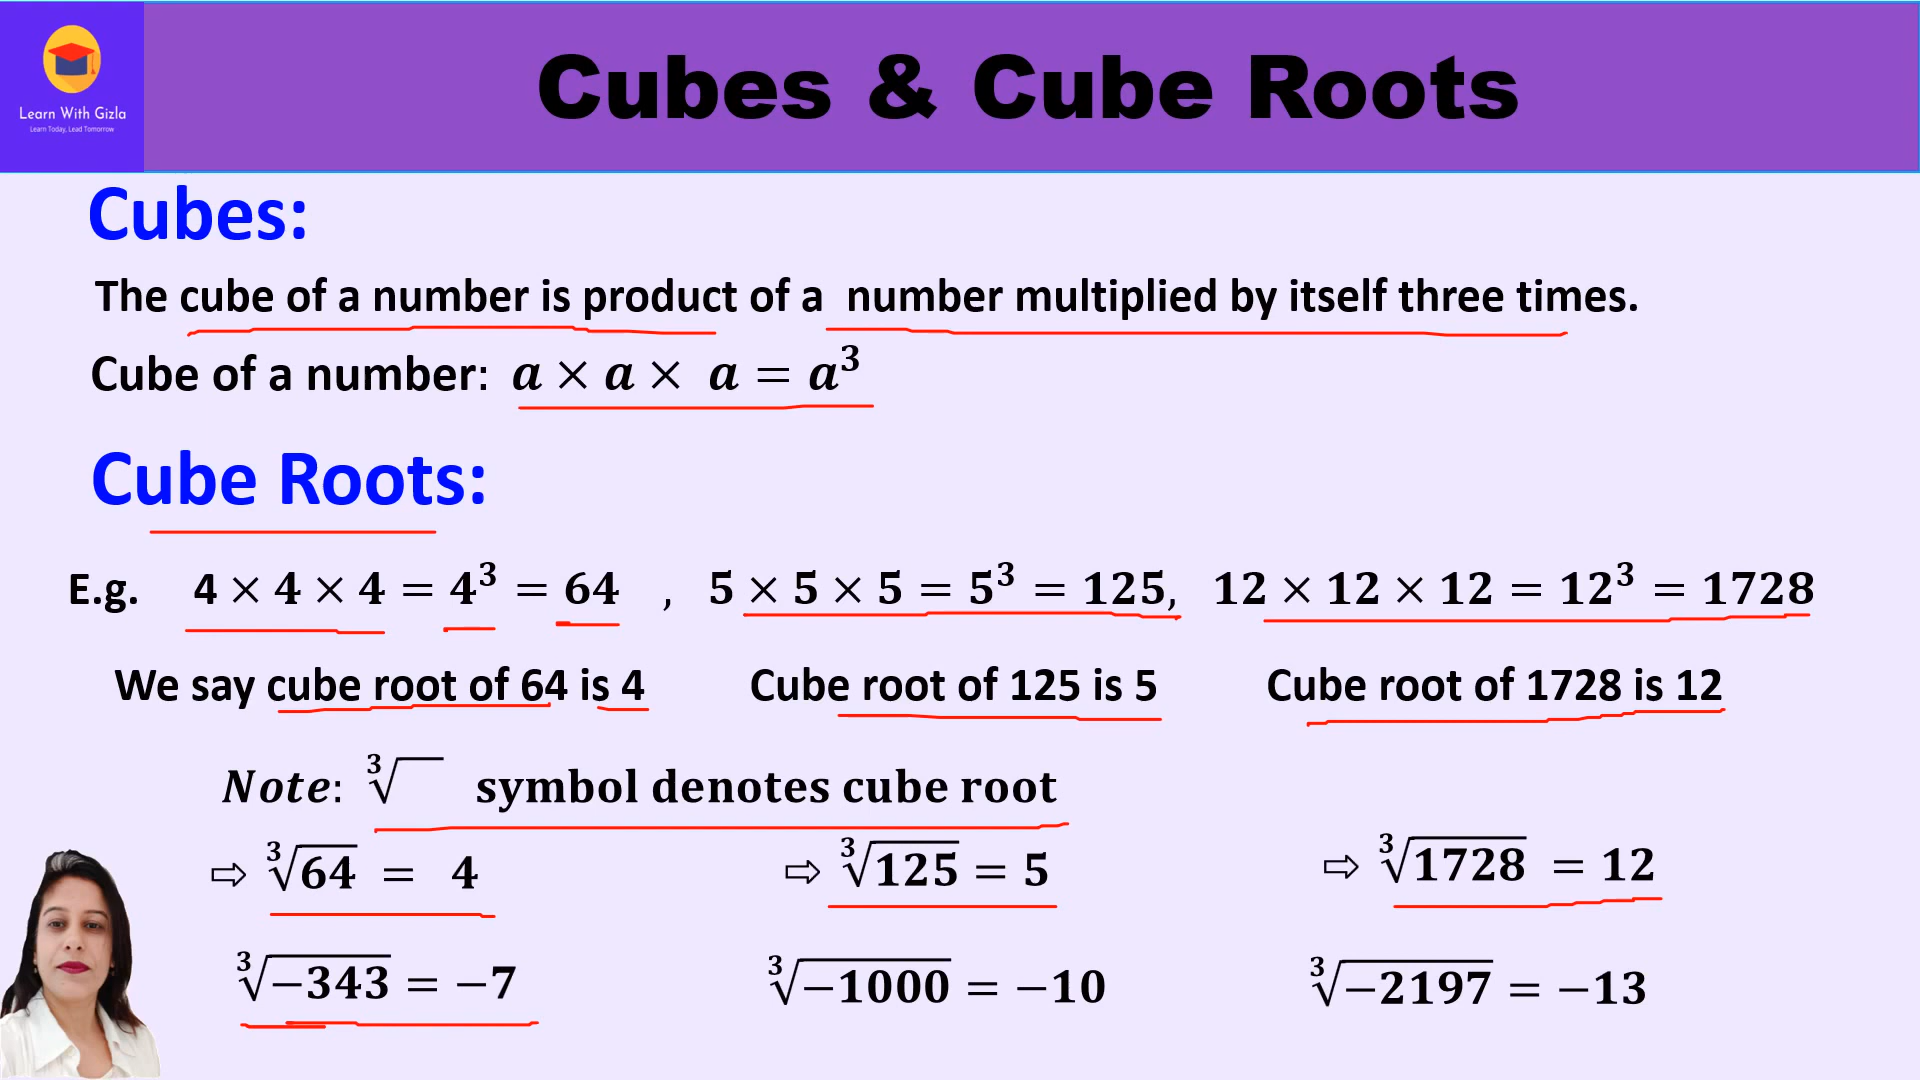 Cubes & Cube Roots
Learn With Gizla
Learn Today, Lead Tomorrow
Cubes:
The cube of a number is product of a number multiplied by itself three times.
Cube of a number: a × a × a = a³
Cube Roots:
E.g. 4 × 4 × 4 = 4³ = 64 , 5 × 5 × 5 = 5³ = 125, 12 × 12 × 12 = 12³ = 1728
We say cube root of 64 is 4 Cube root of 125 is 5 Cube root of 1728 is 12
Note: ∛ symbol denotes cube root
⇨ ∛64 = 4 ⇨ ∛125 = 5 ⇨ ∛1728 = 12
∛−343 = −7 ∛−1000 = −10 ∛−2197 = −13